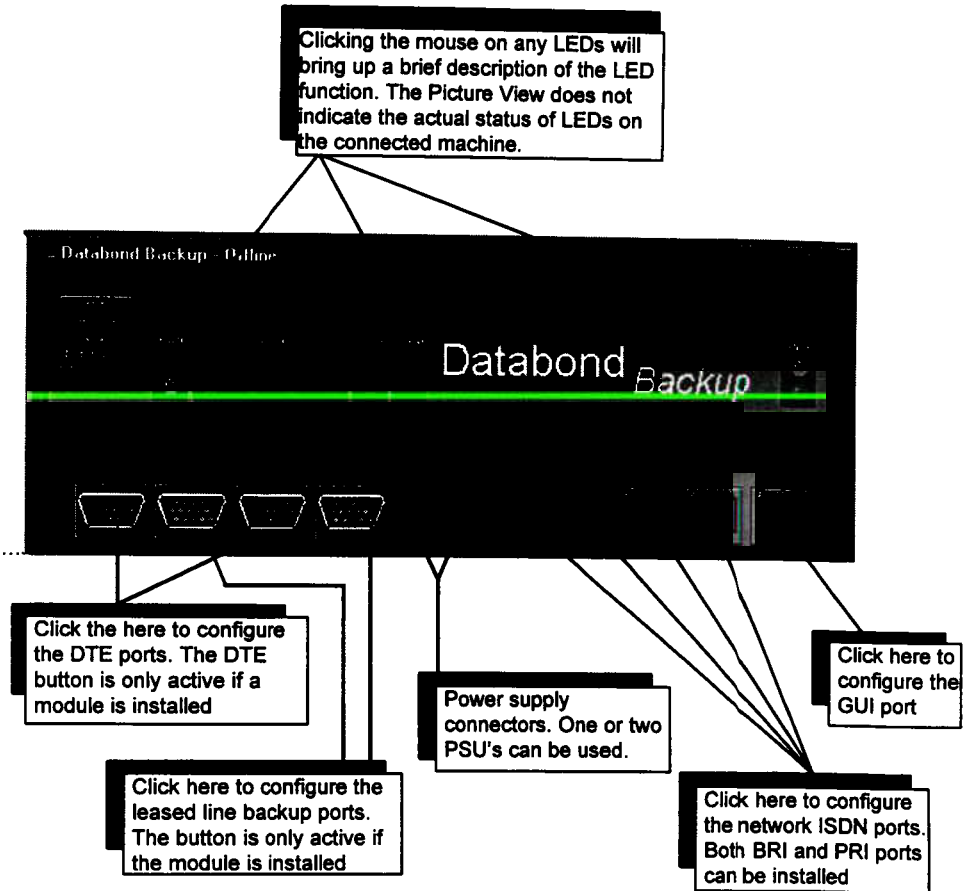 Clicking the mouse on any LEDs will
bring up a brief description of the LED
function. The Picture View does not
indicate the actual status of LEDs on
the connected machine.
Databond Backup - Offline
Databond
Backup
Click the here to configure
the DTE ports. The DTE
button is only active if a
module is installed
Click here to configure the
leased line backup ports.
The button is only active if
the module is installed
Power supply
connectors. One or two
PSU's can be used.
Click here to configure
the network ISDN ports.
Both BRI and PRI ports
can be installed
Click here to
configure the
GUI port